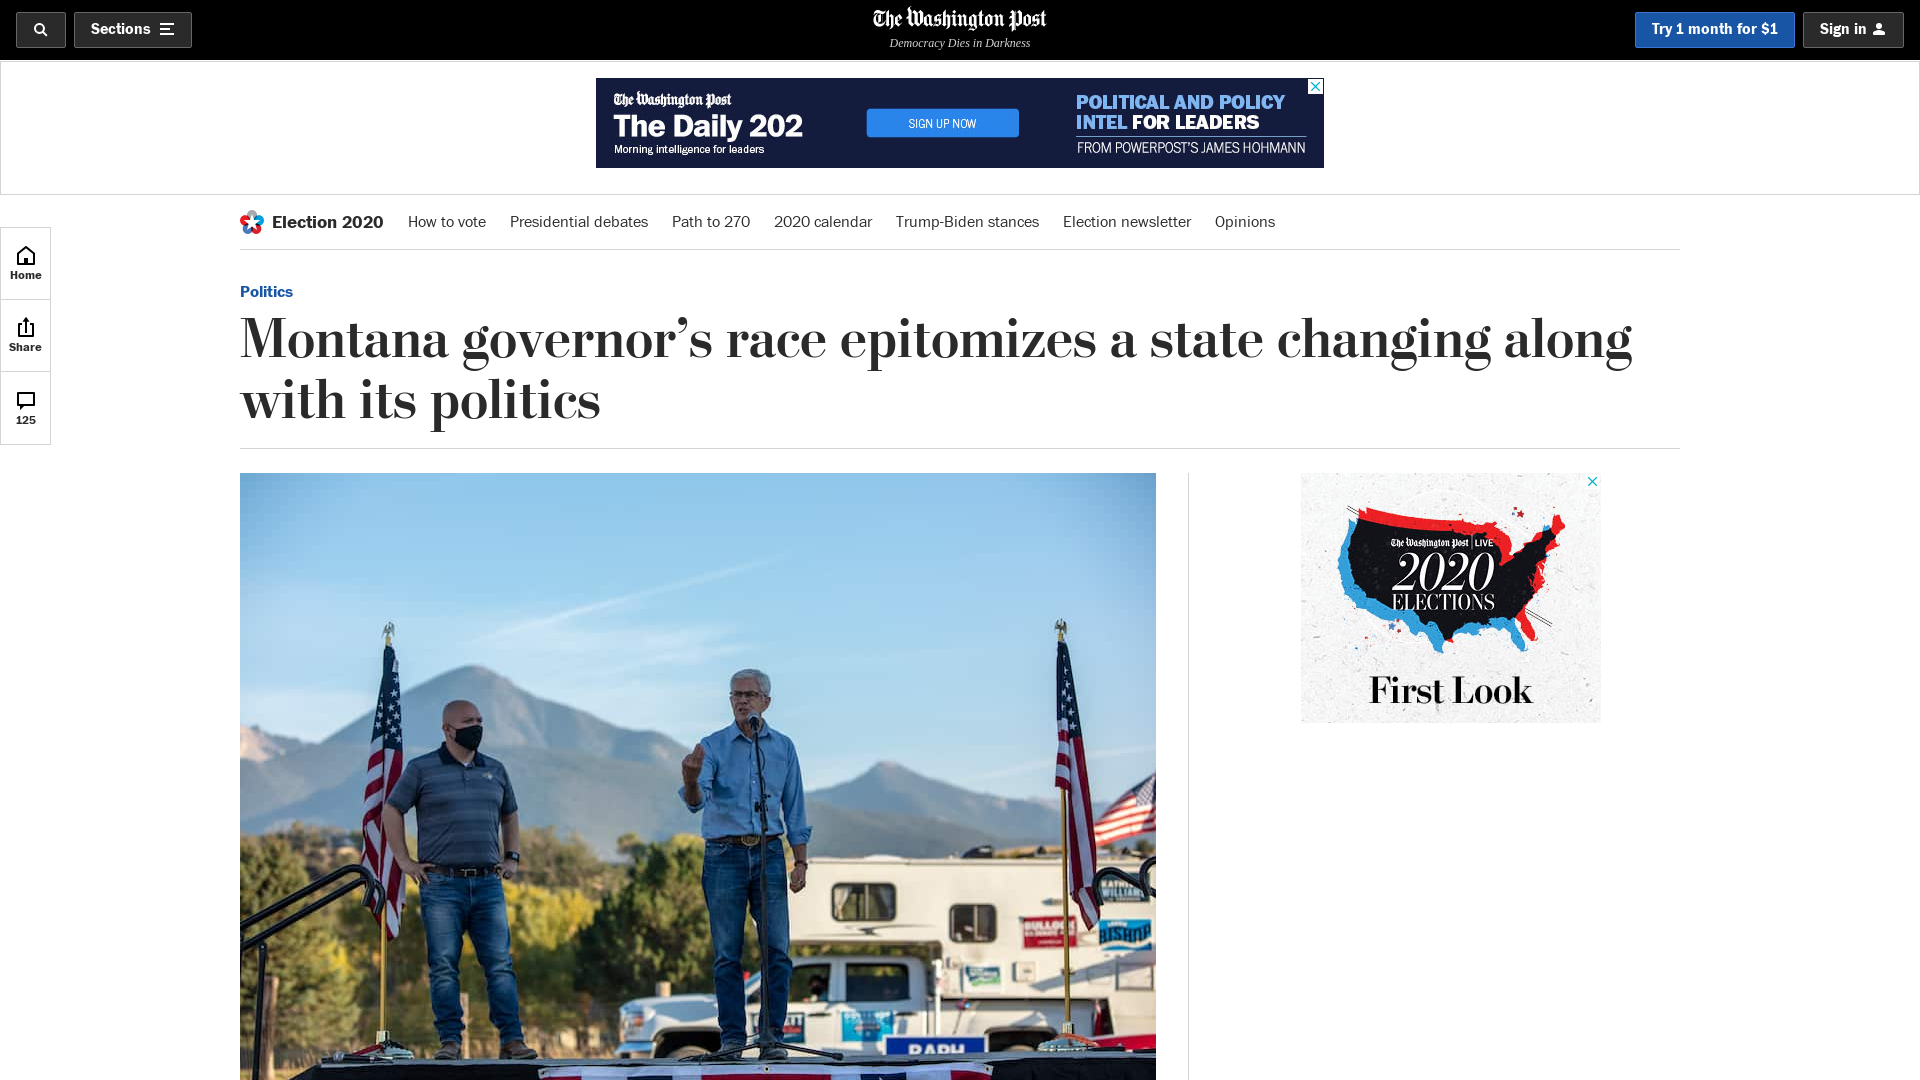 Sections
The Washington Post
Democracy Dies in Darkness
Try 1 month for $1
Sign in
The Washington Post
The Daily 202
Morning intelligence for leaders
SIGN UP NOW
POLITICAL AND POLICY
INTEL FOR LEADERS
FROM POWERPOST'S JAMES HOHMANN
Election 2020
How to vote
Presidential debates
Path to 270
2020 calendar
Trump-Biden stances
Election newsletter
Opinions
Home
Share
125
Politics
Montana governor’s race epitomizes a state changing along
with its politics
The Washington Post LIVE
2020
ELECTIONS
First Look
WILLIAMS
BULLOCK
BISHOP
RAPH